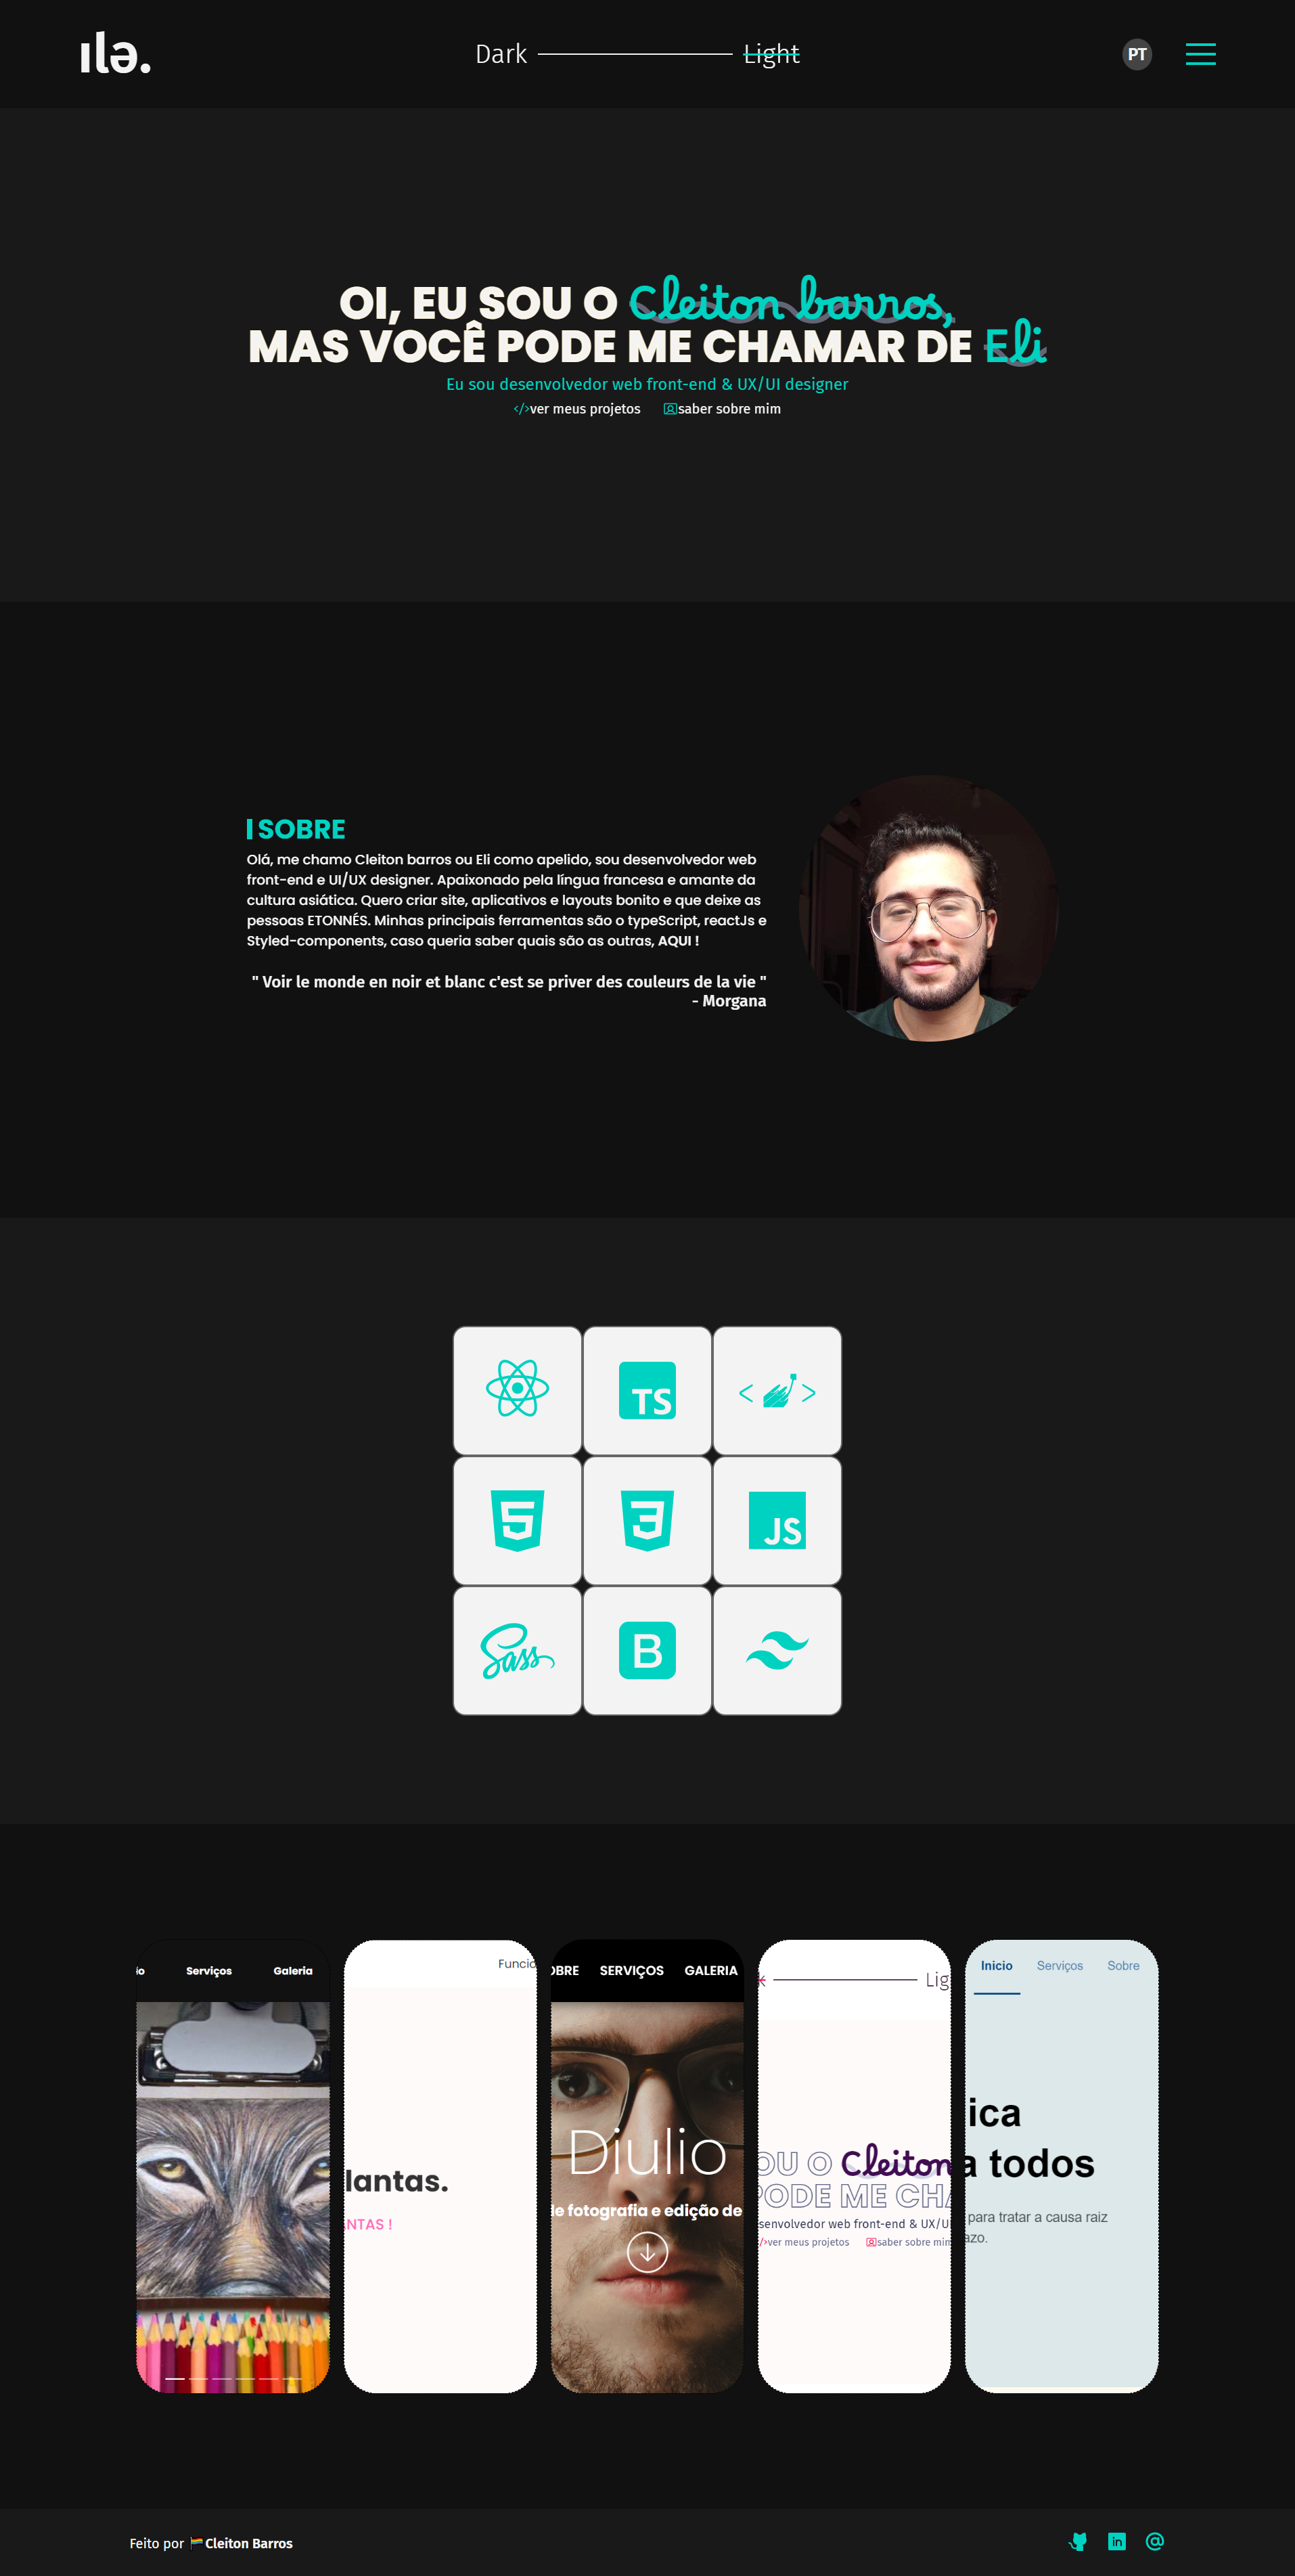 ılə.
Dark
Light
PT
OI, EU SOU O Cleiton barros,
MAS VOCÊ PODE ME CHAMAR DE Eli
Eu sou desenvolvedor web front-end & UX/UI designer
</>ver meus projetos
saber sobre mim
SOBRE
Olá, me chamo Cleiton barros ou Eli como apelido, sou desenvolvedor web
front-end e UI/UX designer. Apaixonado pela língua francesa e amante da
cultura asiática. Quero criar site, aplicativos e layouts bonito e que deixe as
pessoas ETONNÉS. Minhas principais ferramentas são o typeScript, reactJs e
Styled-components, caso queria saber quais são as outras, AQUI !
" Voir le monde en noir et blanc c'est se priver des couleurs de la vie "
- Morgana
TS
< >
5
3
JS
Sass
B
io Serviços Galeria
Funcio
lantas.
NTAS !
OBRE SERVIÇOS GALERIA
Diulio
de fotografia e edição de
k Lig
OU O Cleiton
PODE ME CHA
senvolvedor web front-end & UX/U
/>ver meus projetos saber sobre mim
Inicio Serviços Sobre
ica
a todos
para tratar a causa raiz
azo.
Feito por Cleiton Barros
in
@